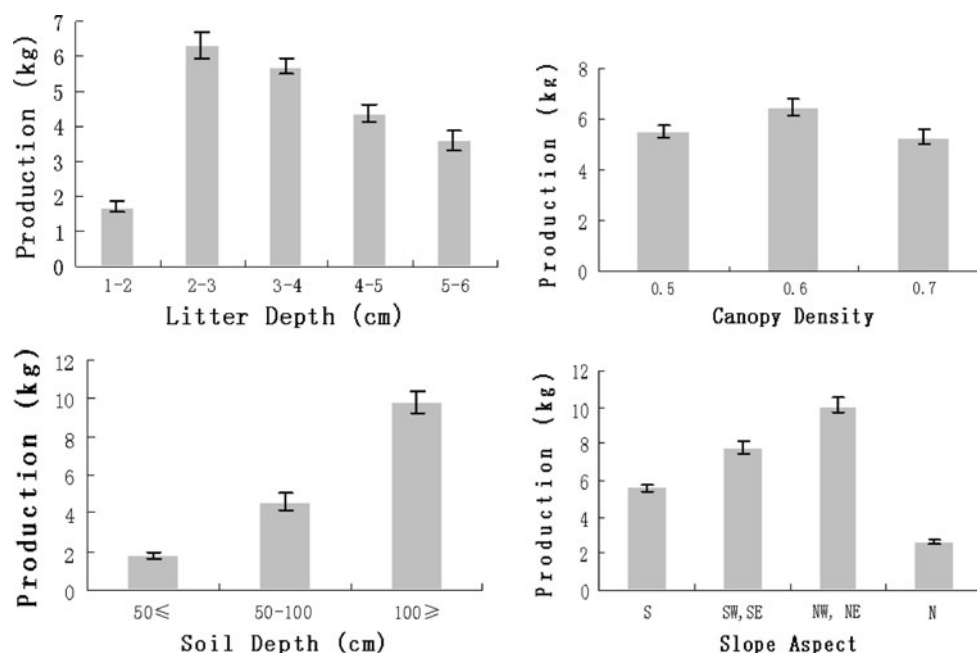 Production (kg)
7
6
5
4
3
2
1
0
1-2 2-3 3-4 4-5 5-6
Litter Depth (cm)
Production (kg)
8
6
4
2
0
0.5 0.6 0.7
Canopy Density
Production (kg)
12
10
8
6
4
2
0
50≤ 50-100 100≥
Soil Depth (cm)
Production (kg)
12
10
8
6
4
2
0
S SW,SE NW, NE N
Slope Aspect